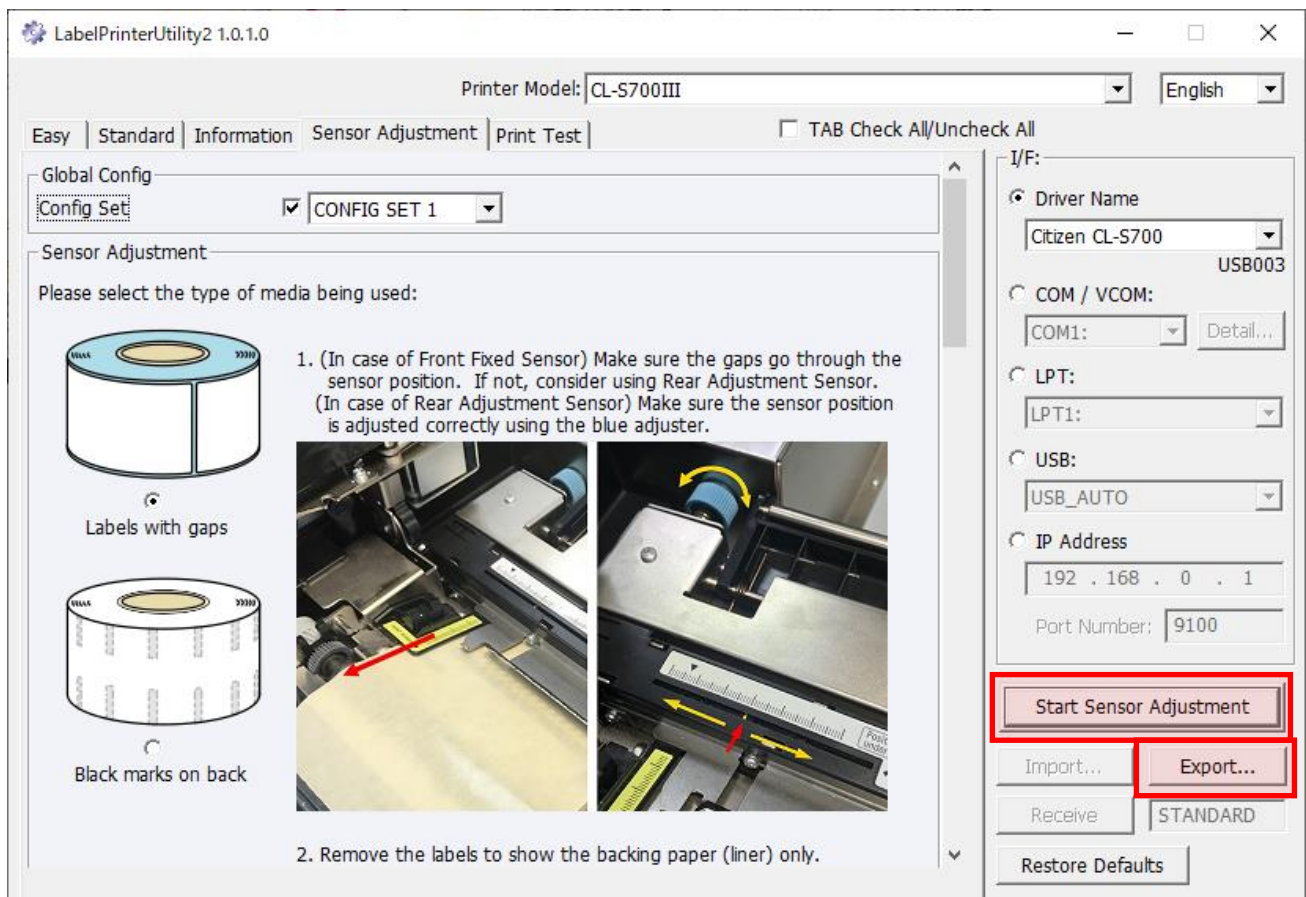 LabelPrinterUtility2 1.0.1.0
Printer Model: CL-S700III English
Easy Standard Information Sensor Adjustment Print Test TAB Check All/Uncheck All
Global Config
Config Set CONFIG SET 1
Sensor Adjustment
Please select the type of media being used:
Labels with gaps
Black marks on back
1. (In case of Front Fixed Sensor) Make sure the gaps go through the
sensor position. If not, consider using Rear Adjustment Sensor.
(In case of Rear Adjustment Sensor) Make sure the sensor position
is adjusted correctly using the blue adjuster.
2. Remove the labels to show the backing paper (liner) only.
I/F:
Driver Name
Citizen CL-S700
USB003
COM / VCOM:
COM1: Detail...
LPT:
LPT1:
USB:
USB_AUTO
IP Address
192 . 168 . 0 . 1
Port Number: 9100
Start Sensor Adjustment
Import... Export...
Receive STANDARD
Restore Defaults